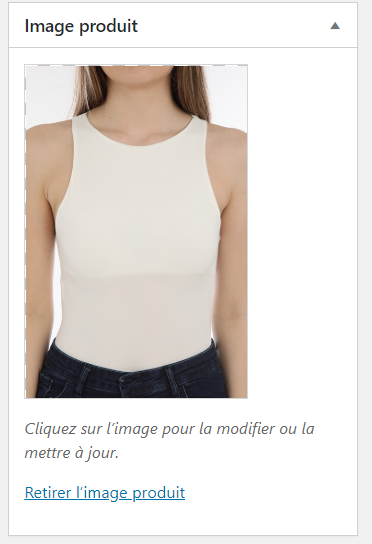 Image produit
Cliquez sur l’image pour la modifier ou la
mettre à jour.
Retirer l’image produit